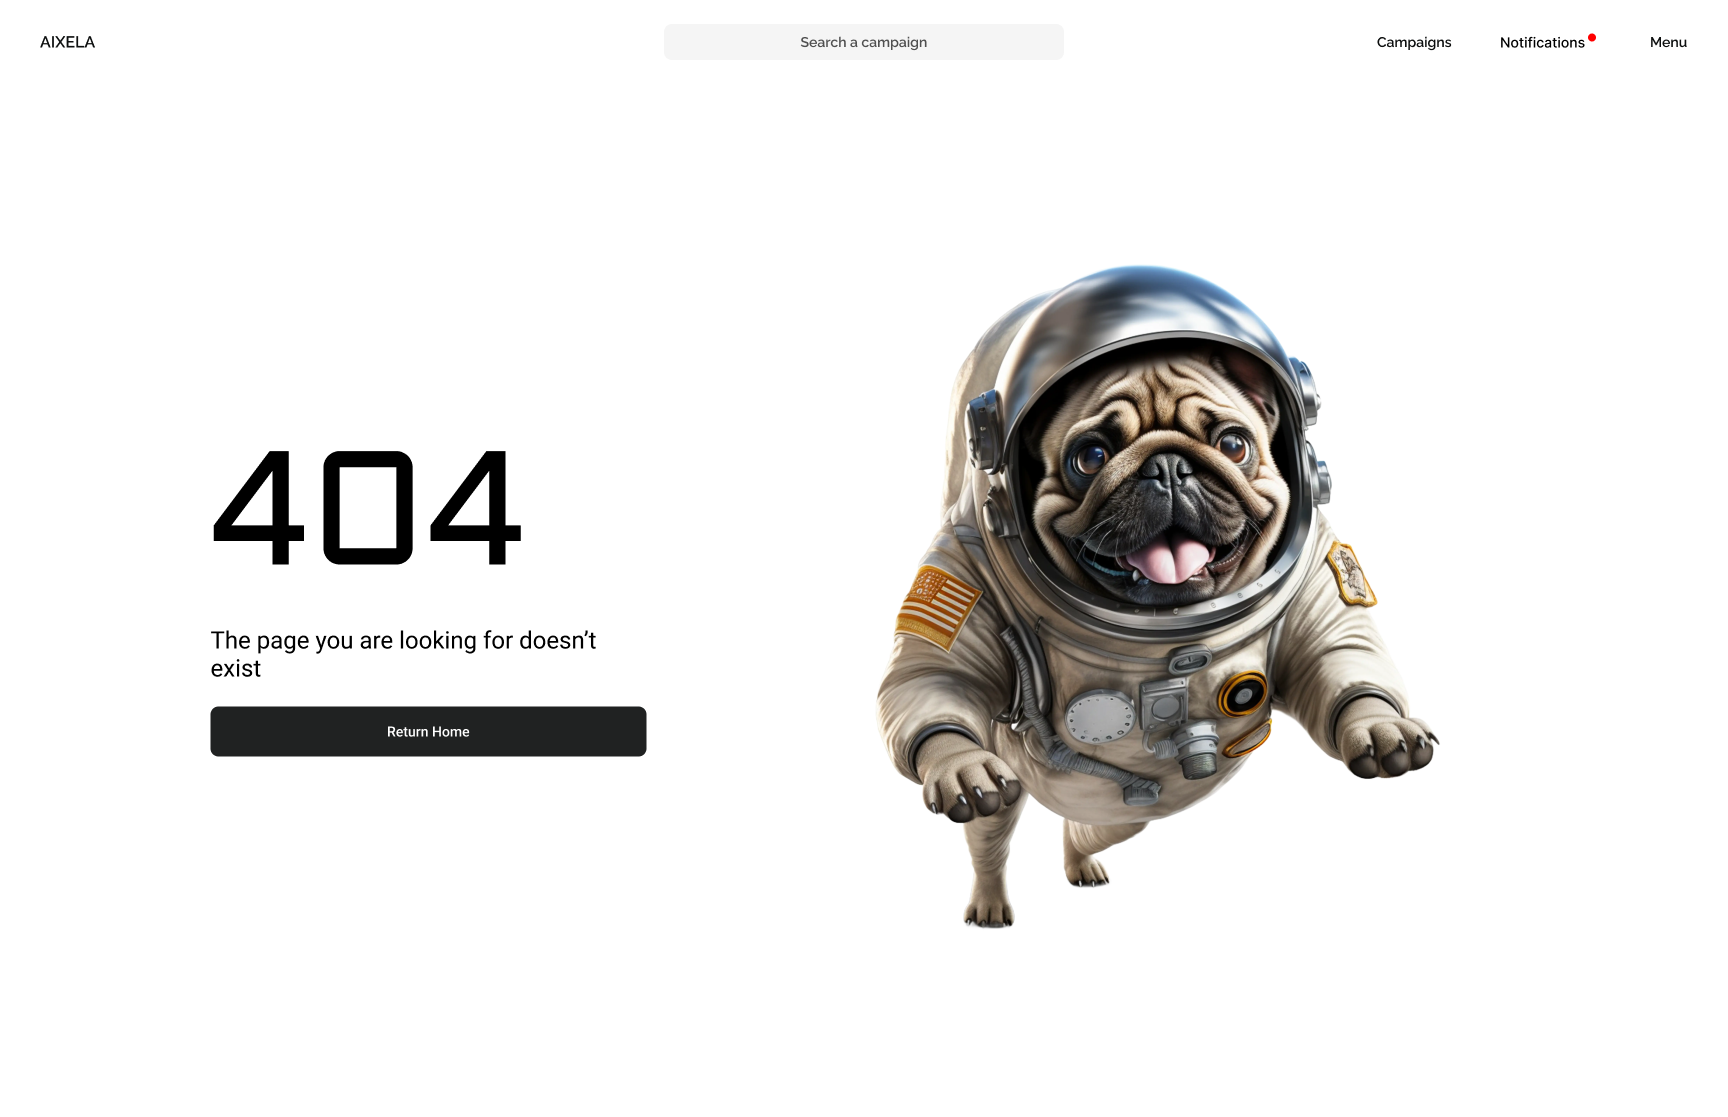 AIXELA
Search a campaign
Campaigns
Notifications
Menu
404
The page you are looking for doesn’t
exist
Return Home